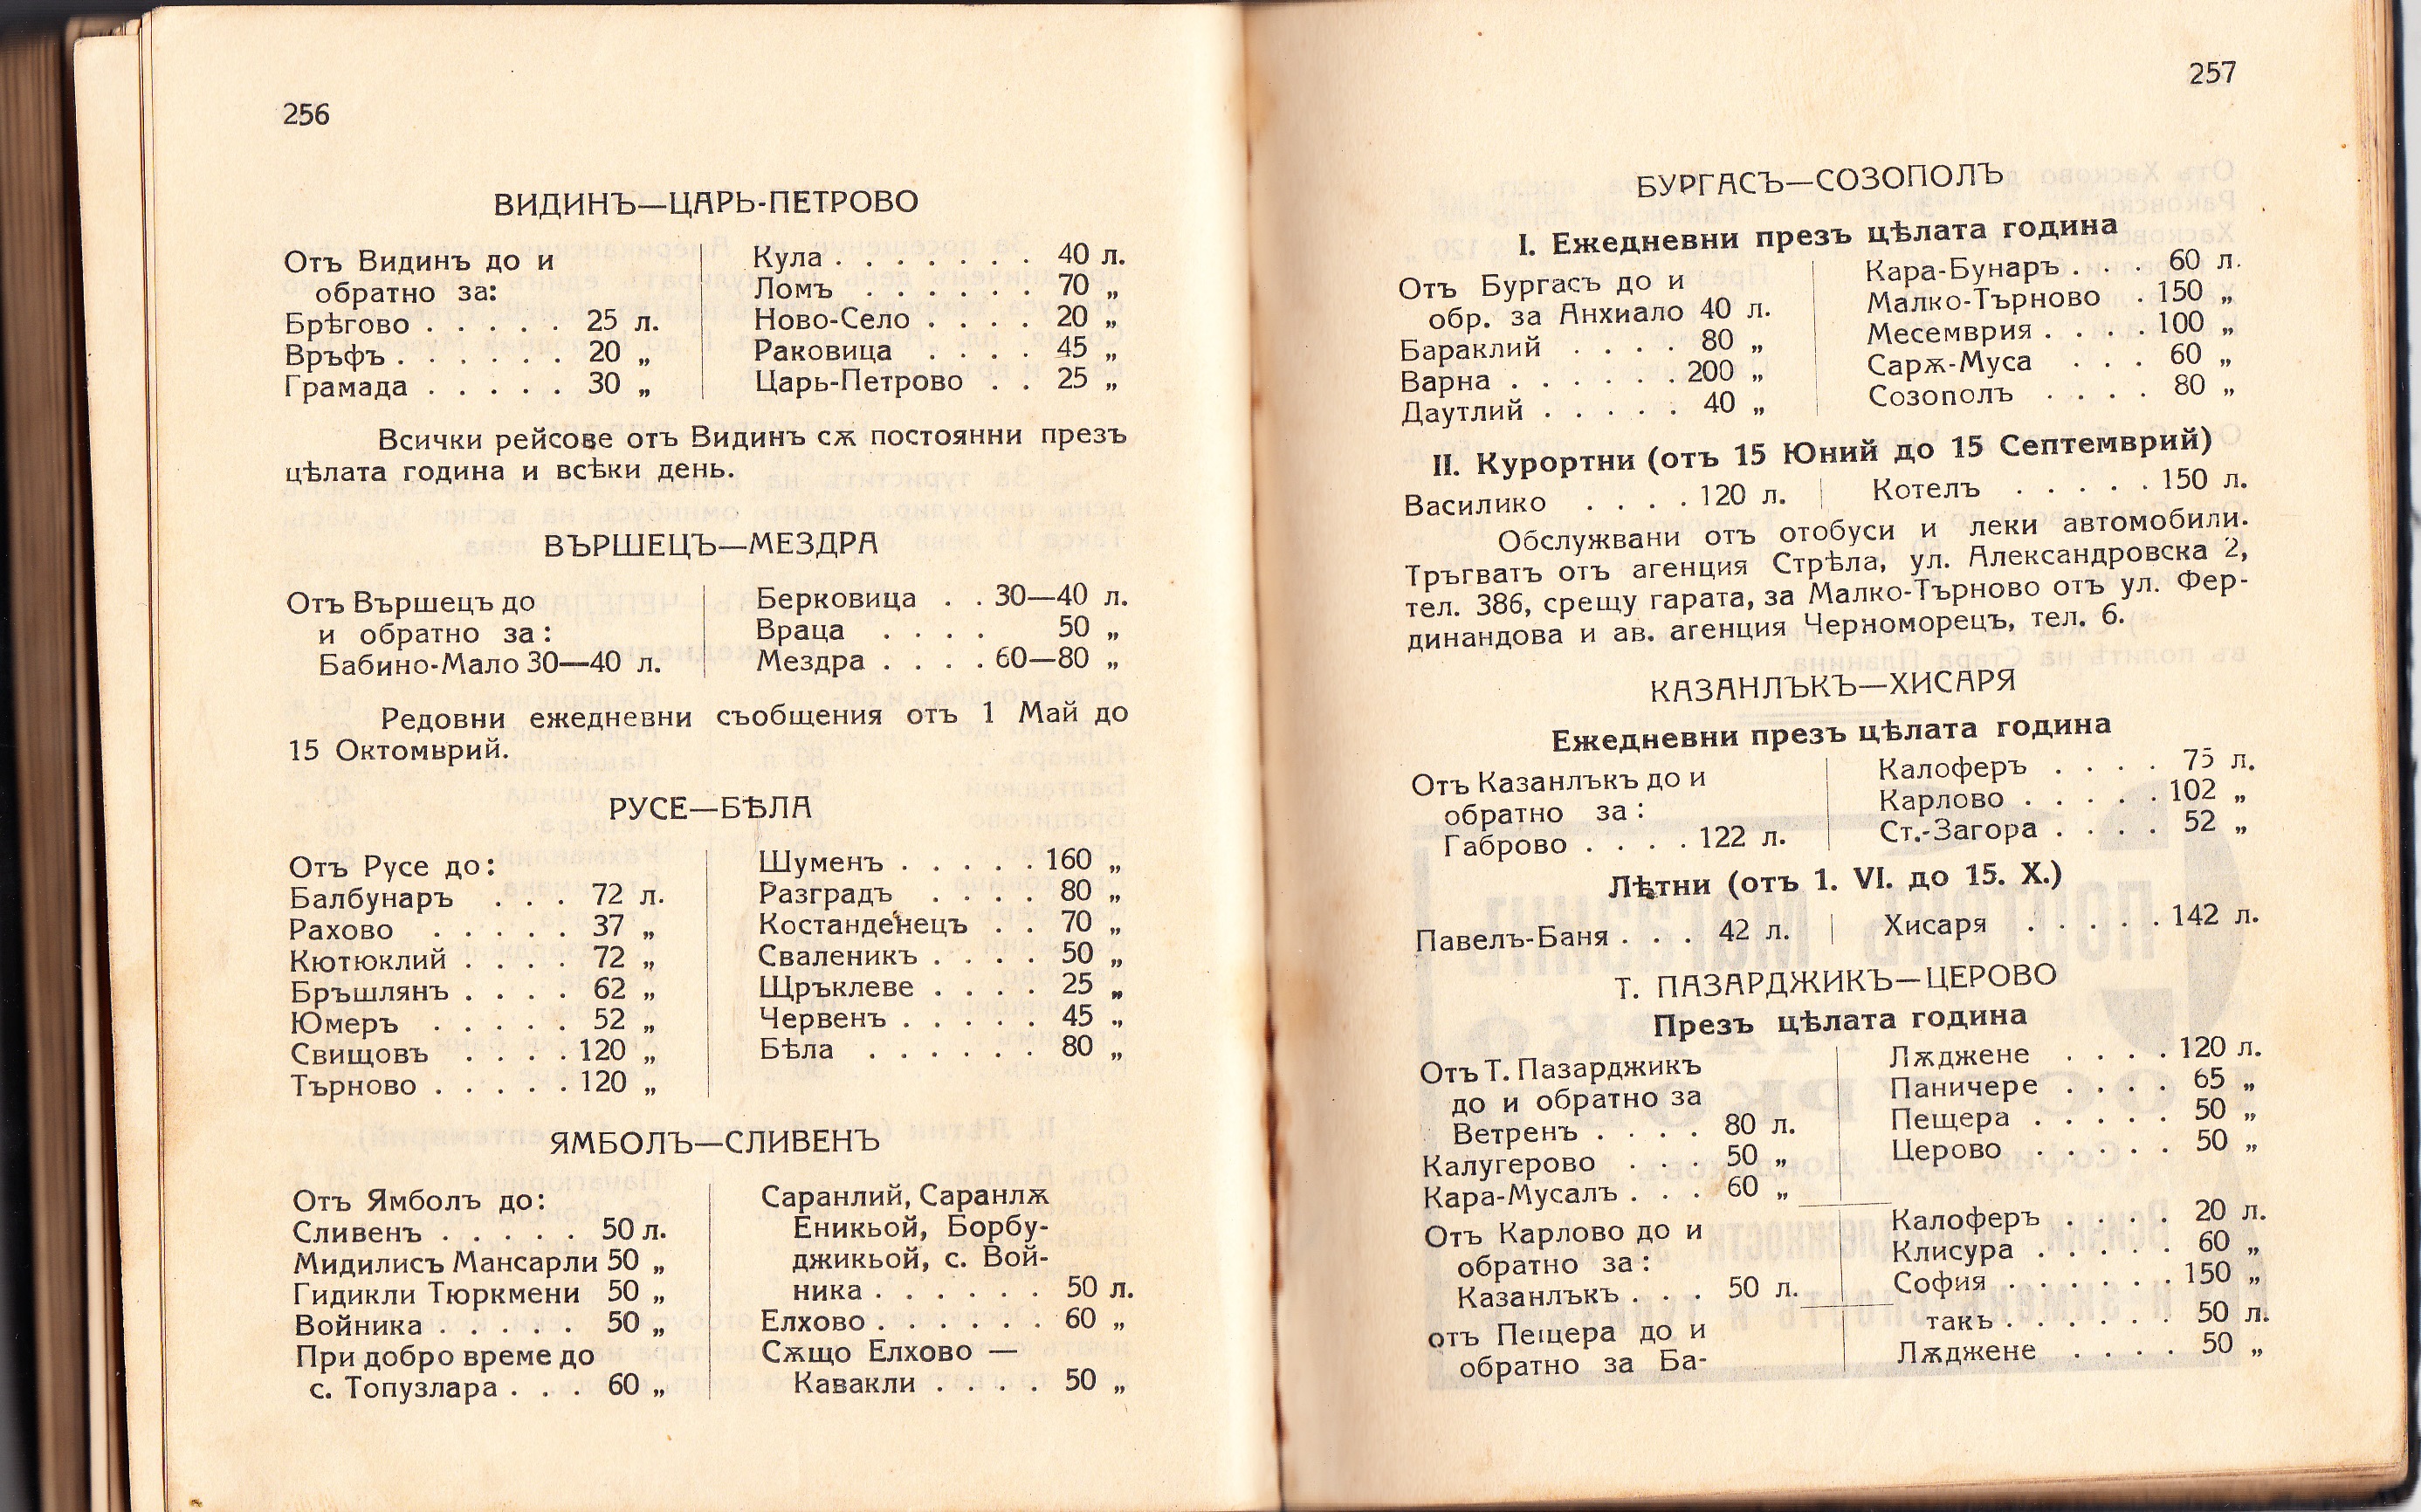 256
ВИДИНЪ—ЦАРЬ-ПЕТРОВО
Отъ Видинъ до и
обратно за:
Брѣгово . . . . . 25 л.
Връфъ . . . . . . 20 „
Грамада . . . . . 30 „
Кула . . . . . . . 40 л.
Ломъ . . . . . . 70 „
Ново-Село . . . . 20 „
Раковица . . . . 45 „
Царь-Петрово . . 25 „
Всички рейсове отъ Видинъ сѫ постоянни презъ
цѣлата година и всѣки день.
ВЪРШЕЦЪ—МЕЗДРА
Отъ Вършецъ до
и обратно за:
Бабино-Мало 30—40 л.
Берковица . . 30—40 л.
Враца . . . . 50 „
Мездра . . . . 60—80 „
Редовни ежедневни съобщения отъ 1 Май до
15 Октомврий.
РУСЕ—БѢЛА
Отъ Русе до:
Балбунаръ . . . 72 л.
Рахово . . . . . 37 „
Кютюклий . . . . 72 „
Бръшлянъ . . . . 62 „
Юмеръ . . . . . 52 „
Свищовъ . . . . 120 „
Търново . . . . . 120 „
Шуменъ . . . . . 160 „
Разградъ . . . . 80 „
Костанденецъ . . 70 „
Сваленикъ . . . . 50 „
Щръклеве . . . . 25 „
Червенъ . . . . . 45 „
Бѣла . . . . . . 80 „
ЯМБОЛЪ—СЛИВЕНЪ
Отъ Ямболъ до:
Сливенъ . . . . . 50 л.
Мидилисъ Мансарли 50 „
Гидикли Тюркмени 50 „
Войника . . . . . 50 „
При добро време до
с. Топузлара . . . 60 „
Саранлий, Саранлѫ
Еникьой, Борбу-
джикьой, с. Вой-
ника . . . . . . 50 л.
Елхово . . . . . . 60 „
Сѫщо Елхово —
Кавакли . . . . 50 „
257
БУРГАСЪ—СОЗОПОЛЪ
I. Ежедневни презъ цѣлата година
Отъ Бургасъ до и
обр. за Анхиало 40 л.
Бараклий . . . . 80 „
Варна . . . . . . 200 „
Даутлий . . . . . 40 „
Кара-Бунаръ . . . 60 л.
Малко-Търново . 150 „
Месемврия . . . . 100 „
Сарѫ-Муса . . . 60 „
Созополъ . . . . 80 „
II. Курортни (отъ 15 Юний до 15 Септемврий)
Василико . . . . 120 л.
Котелъ . . . . . 150 л.
Обслужвани отъ отобуси и леки автомобили.
Тръгватъ отъ агенция Стрѣла, ул. Александровска 2,
тел. 386, срещу гарата, за Малко-Търново отъ ул. Фер-
динандова и ав. агенция Черноморецъ, тел. 6.
КАЗАНЛЪКЪ—ХИСАРЯ
Ежедневни презъ цѣлата година
Отъ Казанлъкъ до и
обратно за:
Габрово . . . . 122 л.
Калоферъ . . . . 75 л.
Карлово . . . . . 102 „
Ст.-Загора . . . . 52 „
Лѣтни (отъ 1. VI. до 15. X.)
Павелъ-Баня . . . 42 л.
Хисаря . . . . . 142 л.
Т. ПАЗАРДЖИКЪ—ЦЕРОВО
Презъ цѣлата година
Отъ Т. Пазарджикъ
до и обратно за
Ветренъ . . . . 80 л.
Калугерово . . . 50 „
Кара-Мусалъ . . . 60 „
Лѫджене . . . . 120 л.
Паничере . . . . 65 „
Пещера . . . . . 50 „
Церово . . . . . 50 „
Отъ Карлово до и
обратно за:
Казанлъкъ . . . 50 л.
Калоферъ . . . . 20 л.
Клисура . . . . . 60 „
София . . . . . . 150 „
отъ Пещера до и
обратно за Ба-
такъ . . . . . . 50 л.
Лѫджене . . . . 50 „